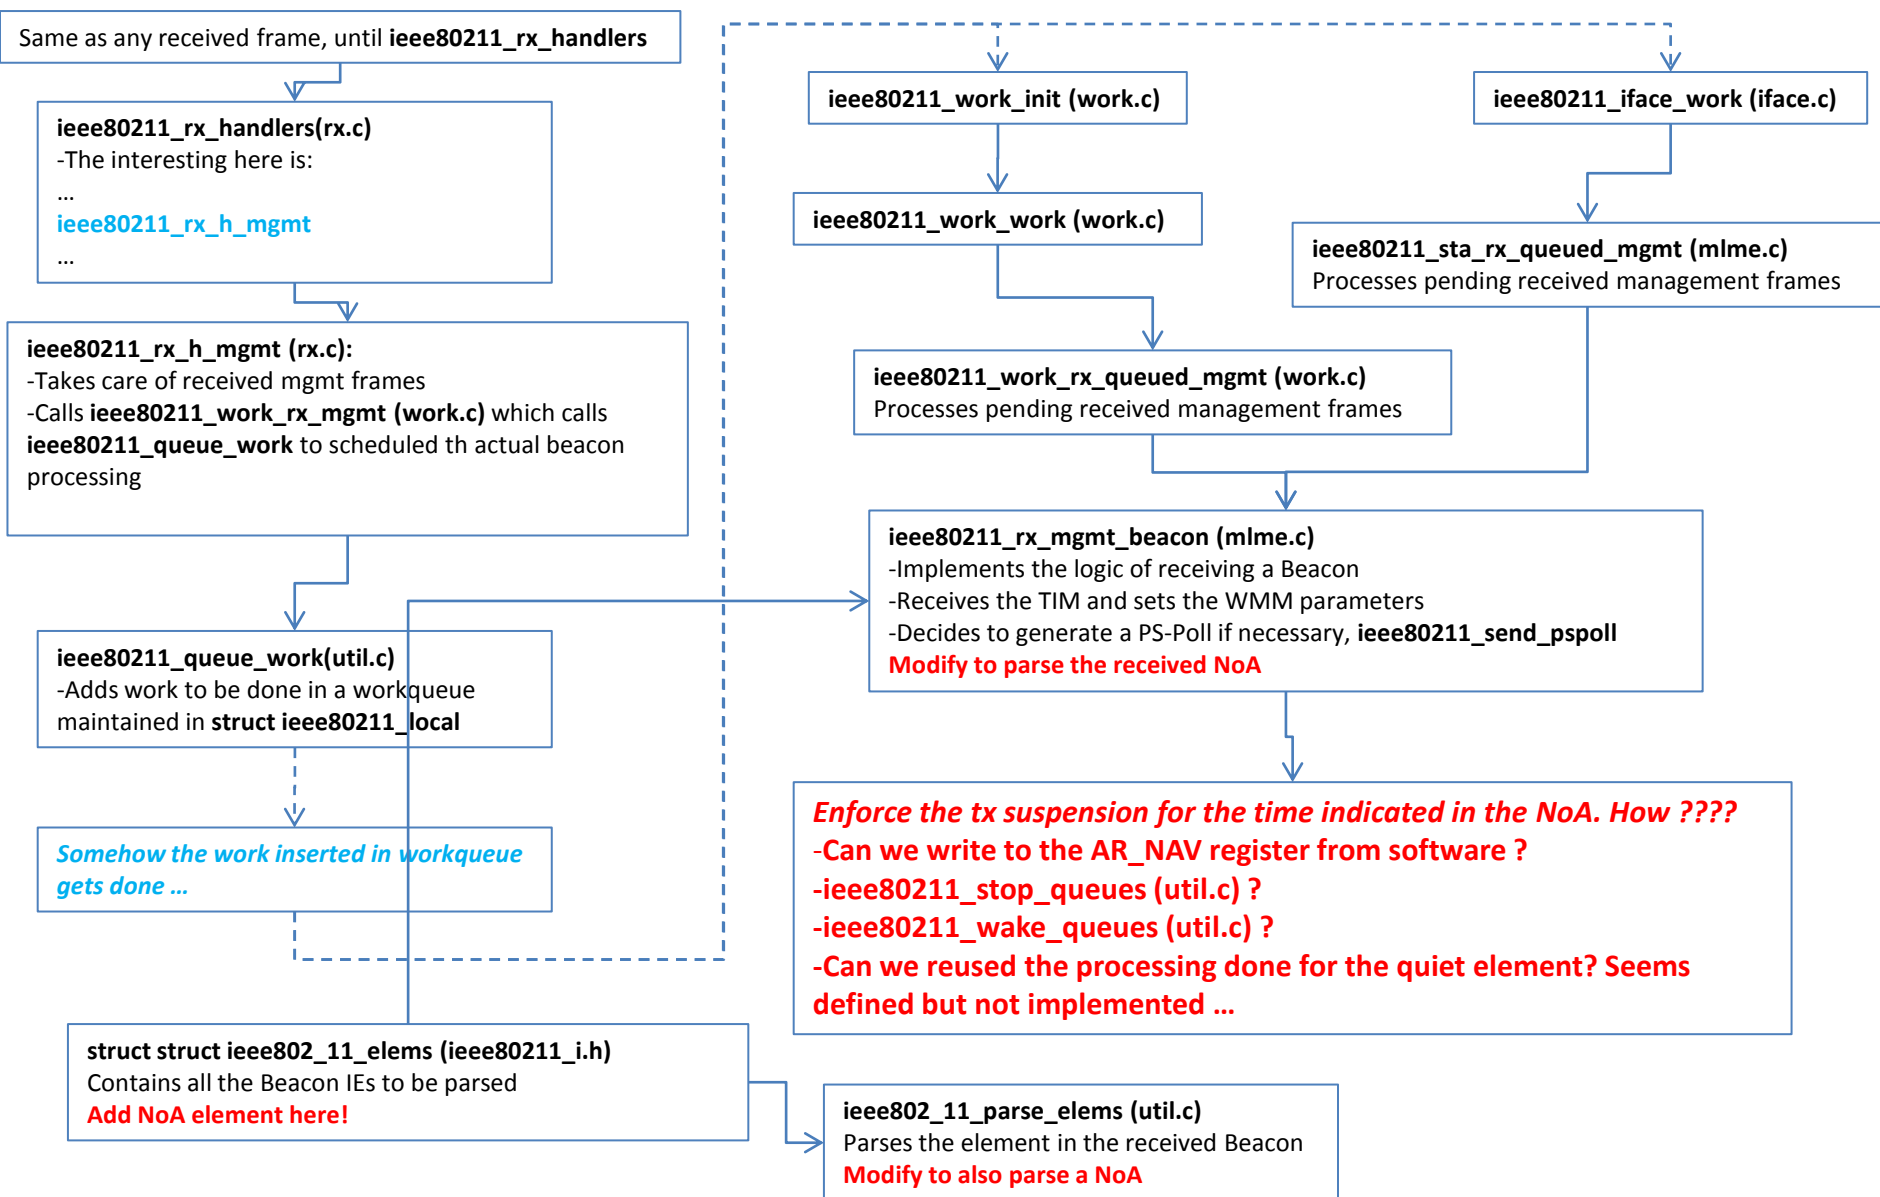 Same as any received frame, until ieee80211_rx_handlers
ieee80211_rx_handlers(rx.c)
-The interesting here is:
...
ieee80211_rx_h_mgmt
...
ieee80211_rx_h_mgmt (rx.c):
-Takes care of received mgmt frames
-Calls ieee80211_work_rx_mgmt (work.c) which calls
ieee80211_queue_work to scheduled th actual beacon
processing
ieee80211_queue_work(util.c)
-Adds work to be done in a workqueue
maintained in struct ieee80211_local
Somehow the work inserted in workqueue
gets done ...
struct struct ieee802_11_elems (ieee80211_i.h)
Contains all the Beacon IEs to be parsed
Add NoA element here!
ieee80211_work_init (work.c)
ieee80211_work_work (work.c)
ieee80211_work_rx_queued_mgmt (work.c)
Processes pending received management frames
ieee80211_iface_work (iface.c)
ieee80211_sta_rx_queued_mgmt (mlme.c)
Processes pending received management frames
ieee80211_rx_mgmt_beacon (mlme.c)
-Implements the logic of receiving a Beacon
-Receives the TIM and sets the WMM parameters
-Decides to generate a PS-Poll if necessary, ieee80211_send_pspoll
Modify to parse the received NoA
Enforce the tx suspension for the time indicated in the NoA. How ????
-Can we write to the AR_NAV register from software ?
-ieee80211_stop_queues (util.c) ?
-ieee80211_wake_queues (util.c) ?
-Can we reused the processing done for the quiet element? Seems
defined but not implemented ...
ieee802_11_parse_elems (util.c)
Parses the element in the received Beacon
Modify to also parse a NoA